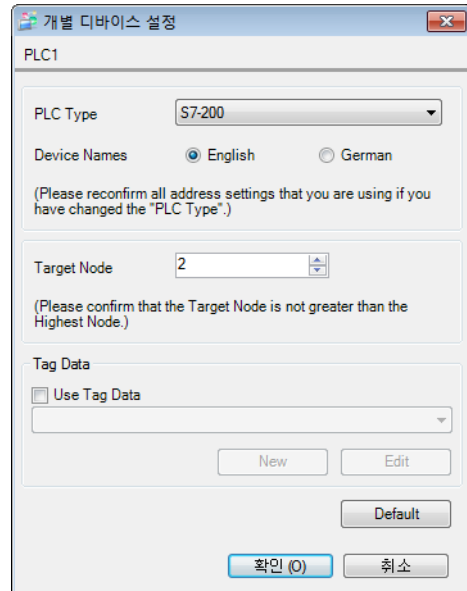 개별 디바이스 설정
PLC1
PLC Type
S7-200
Device Names
English
German
(Please reconfirm all address settings that you are using if you
have changed the "PLC Type".)
Target Node
2
(Please confirm that the Target Node is not greater than the
Highest Node.)
Tag Data
Use Tag Data
New
Edit
Default
확인 (O)
취소